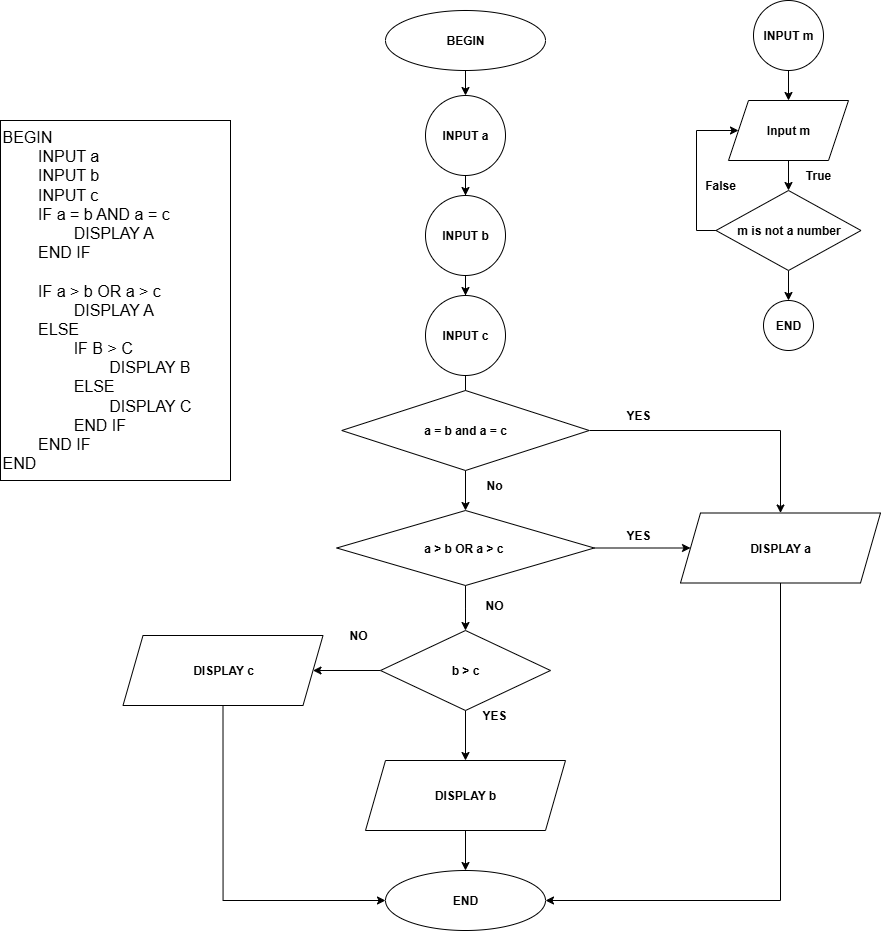 BEGIN
INPUT a
INPUT b
INPUT c
IF a = b AND a = c
DISPLAY A
END IF
IF a > b OR a > c
DISPLAY A
ELSE
IF B > C
DISPLAY B
ELSE
DISPLAY C
END IF
END IF
END
BEGIN
INPUT a
INPUT b
INPUT c
a = b and a = c
YES
No
a > b OR a > c
YES
DISPLAY a
NO
b > c
NO
DISPLAY c
YES
DISPLAY b
END
INPUT m
Input m
True
False
m is not a number
END